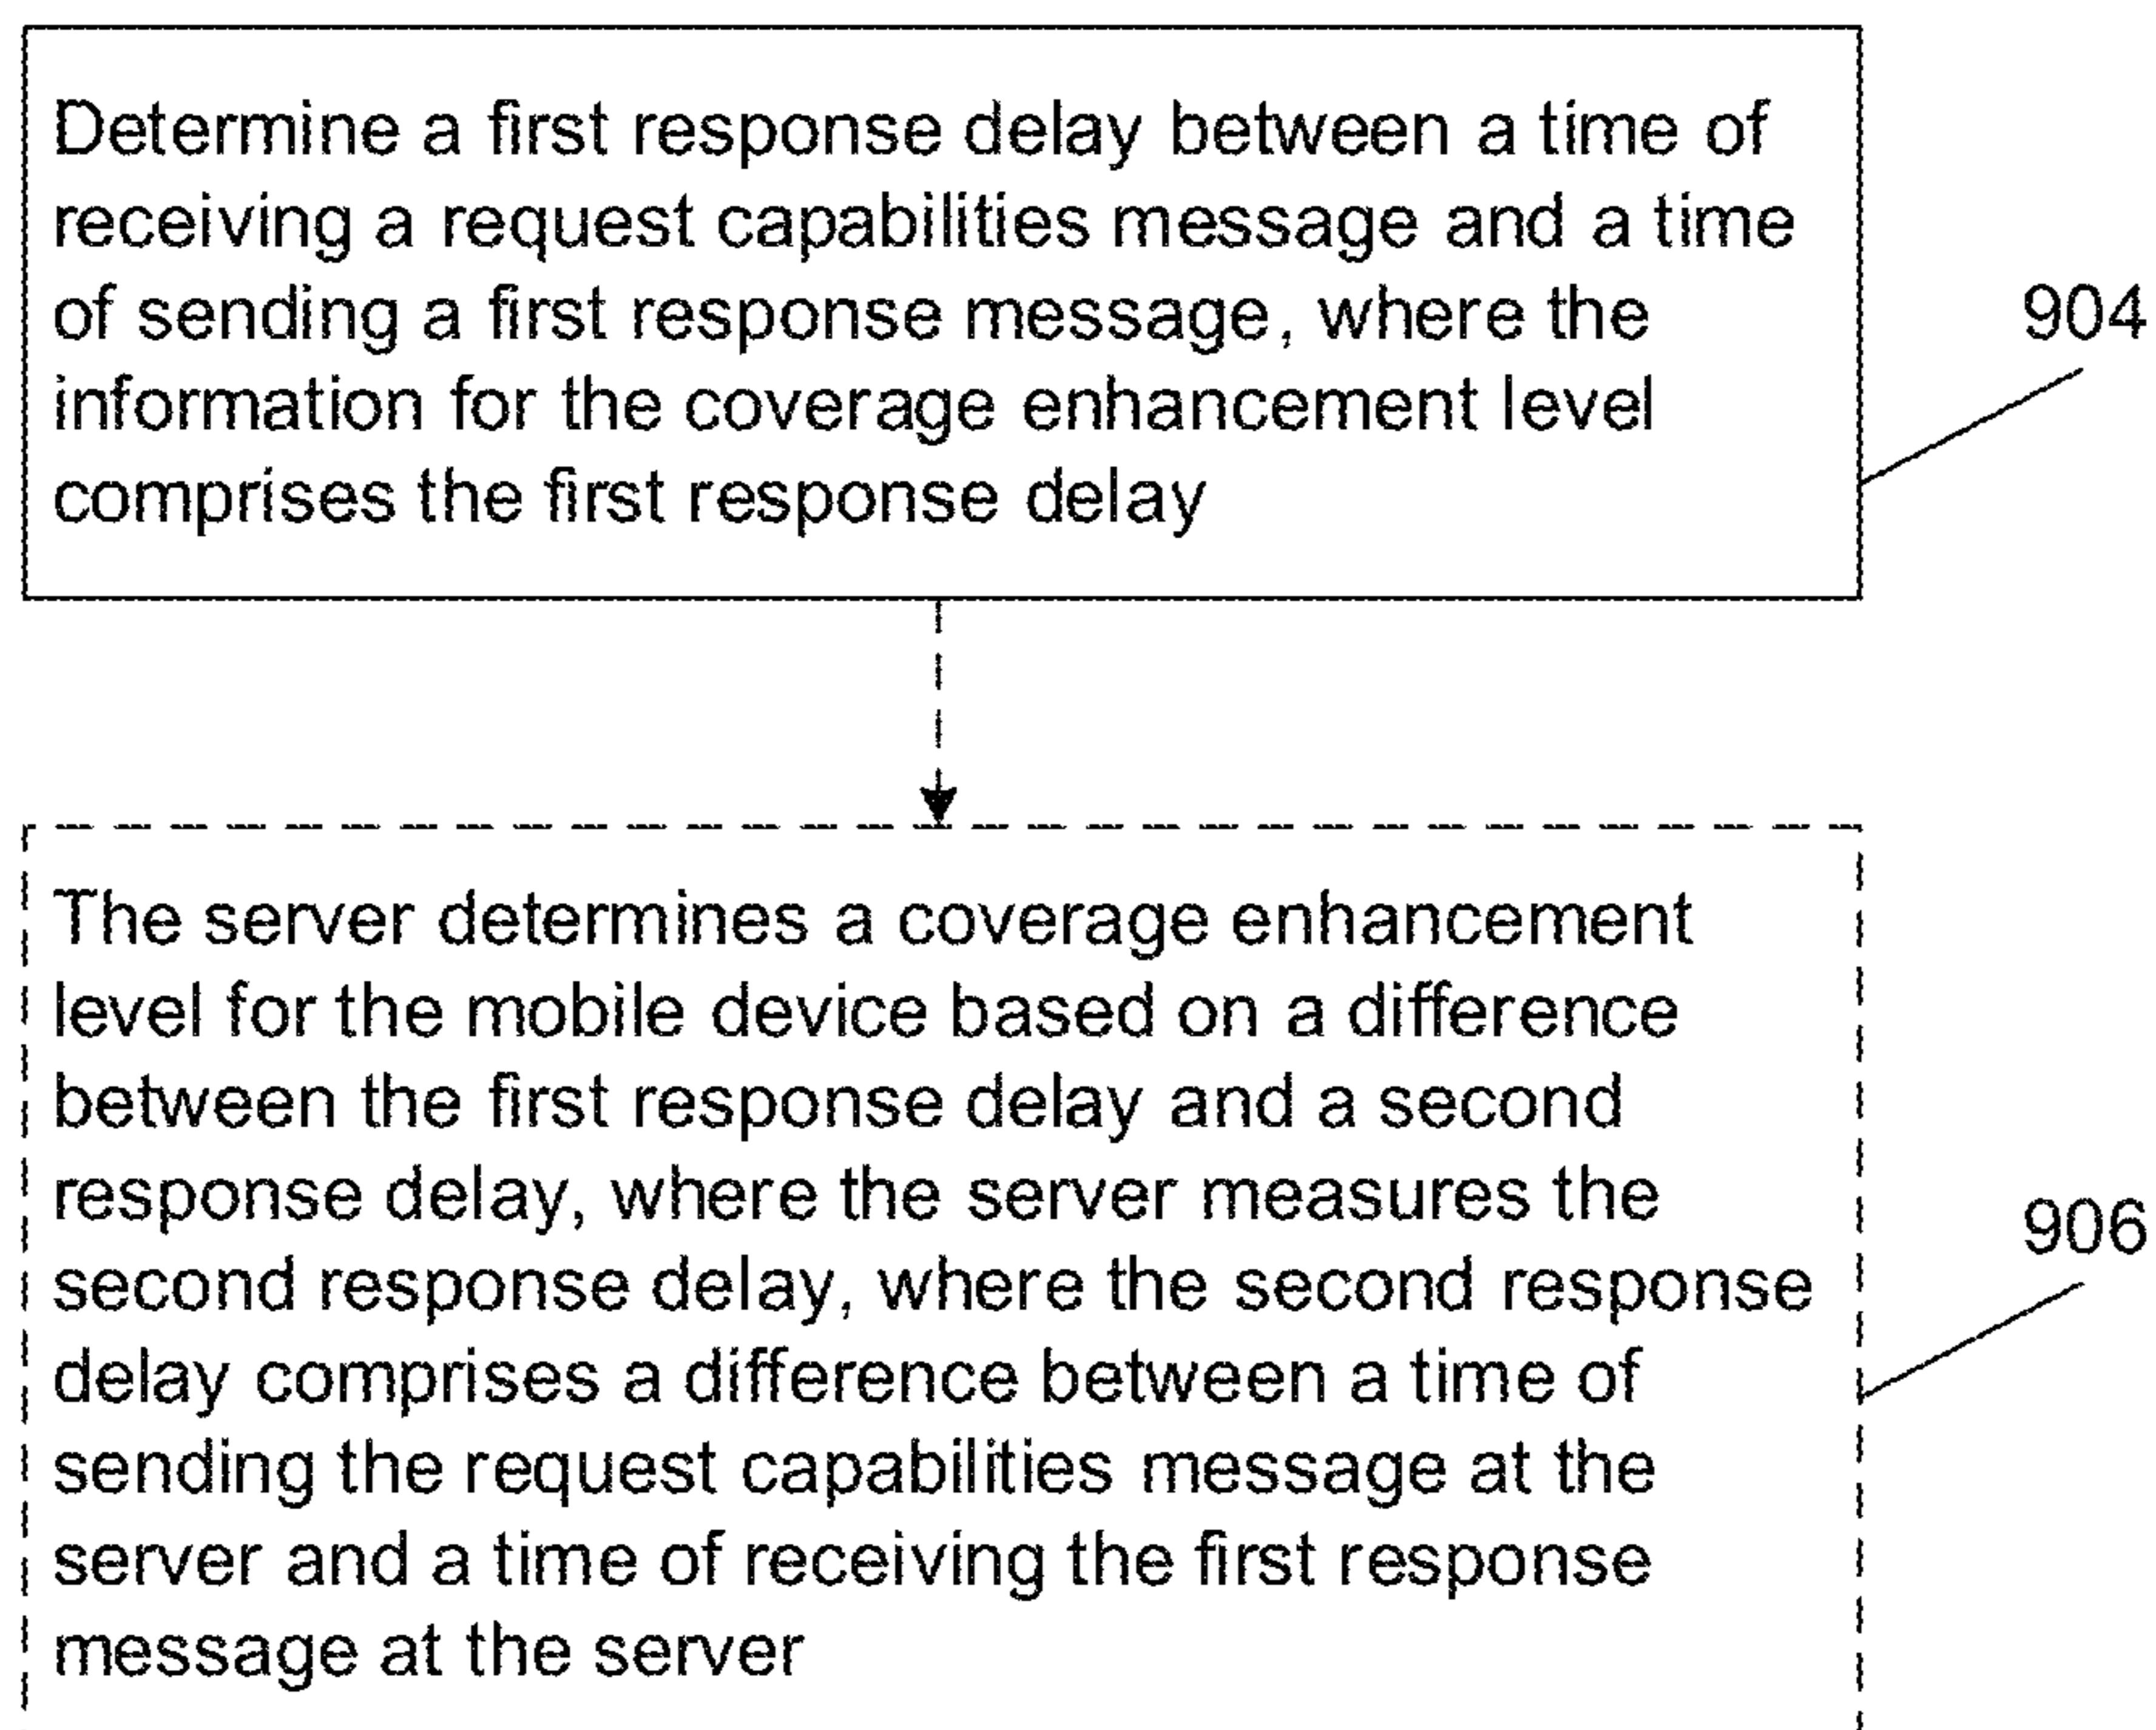 Determine a first response delay between a time of
receiving a request capabilities message and a time
of sending a first response message, where the
information for the coverage enhancement level
comprises the first response delay
904
The server determines a coverage enhancement
level for the mobile device based on a difference
between the first response delay and a second
response delay, where the server measures the
second response delay, where the second response
delay comprises a difference between a time of
sending the request capabilities message at the
server and a time of receiving the first response
message at the server
906